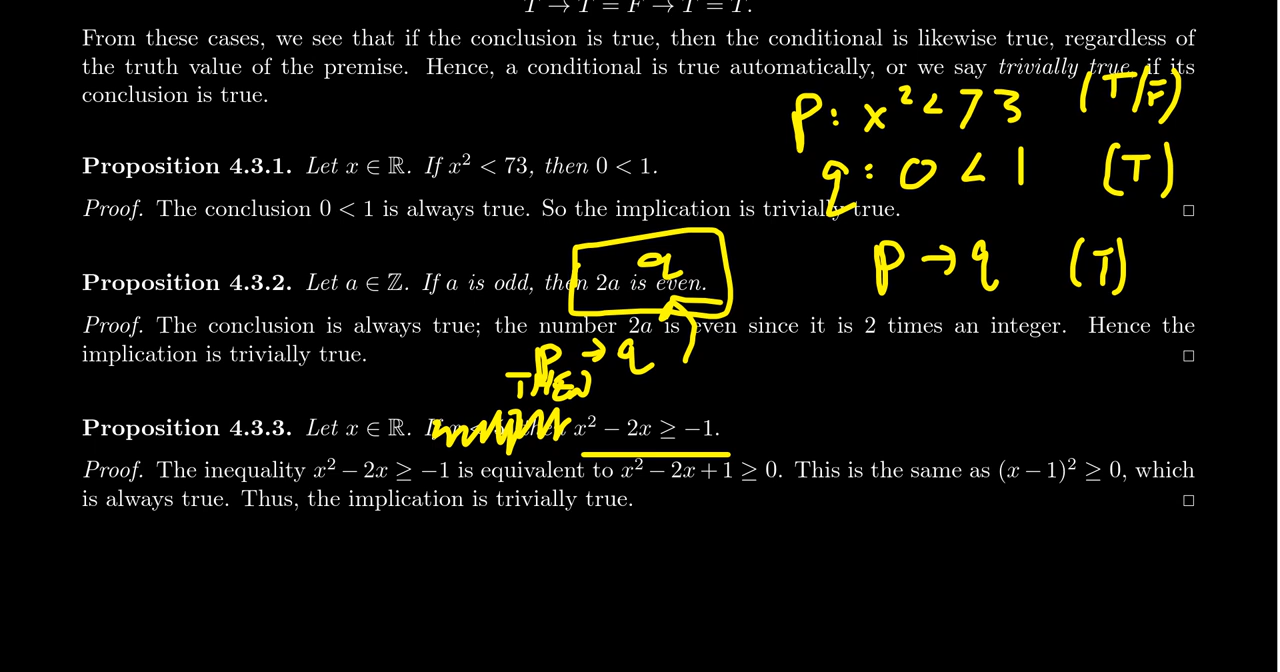 T → T = F → T = T.
From these cases, we see that if the conclusion is true, then the conditional is likewise true, regardless of
the truth value of the premise. Hence, a conditional is true automatically, or we say trivially true, if its
conclusion is true.
p: x² < 73 (T/F)
Proposition 4.3.1. Let x ∈ ℝ. If x² < 73, then 0 < 1.
q: 0 < 1 (T)
Proof. The conclusion 0 < 1 is always true. So the implication is trivially true. □
p → q (T)
q
Proposition 4.3.2. Let a ∈ ℤ. If a is odd, then 2a is even.
Proof. The conclusion is always true; the number 2a is even since it is 2 times an integer. Hence the
implication is trivially true. □
p → q
THEN
Proposition 4.3.3. Let x ∈ ℝ. x² − 2x ≥ −1.
Proof. The inequality x² − 2x ≥ −1 is equivalent to x² − 2x + 1 ≥ 0. This is the same as (x − 1)² ≥ 0, which
is always true. Thus, the implication is trivially true. □